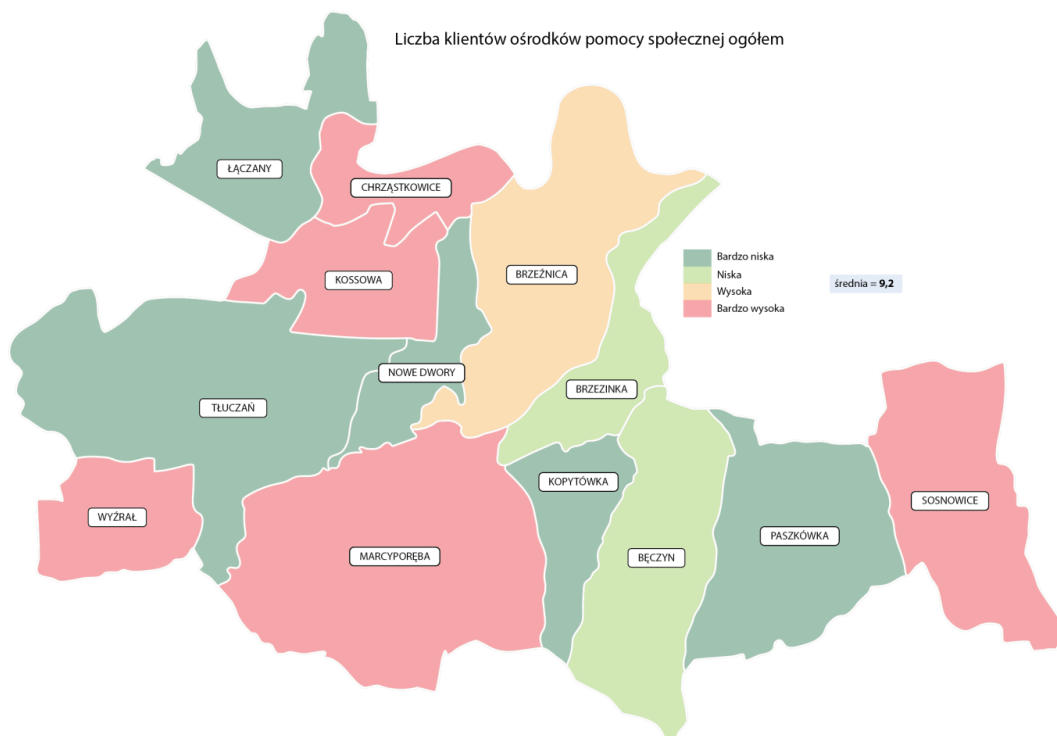 Liczba klientów ośrodków pomocy społecznej ogółem
ŁĄCZANY
CHRZĄSTKOWICE
KOSSOWA
BRZEŹNICA
Bardzo niska
Niska
Wysoka
Bardzo wysoka
średnia = 9,2
NOWE DWORY
BRZEZINKA
TŁUCZAŃ
KOPYTÓWKA
SOSNOWICE
WYŹRAŁ
PASZKÓWKA
MARCYPORĘBA
BĘCZYN